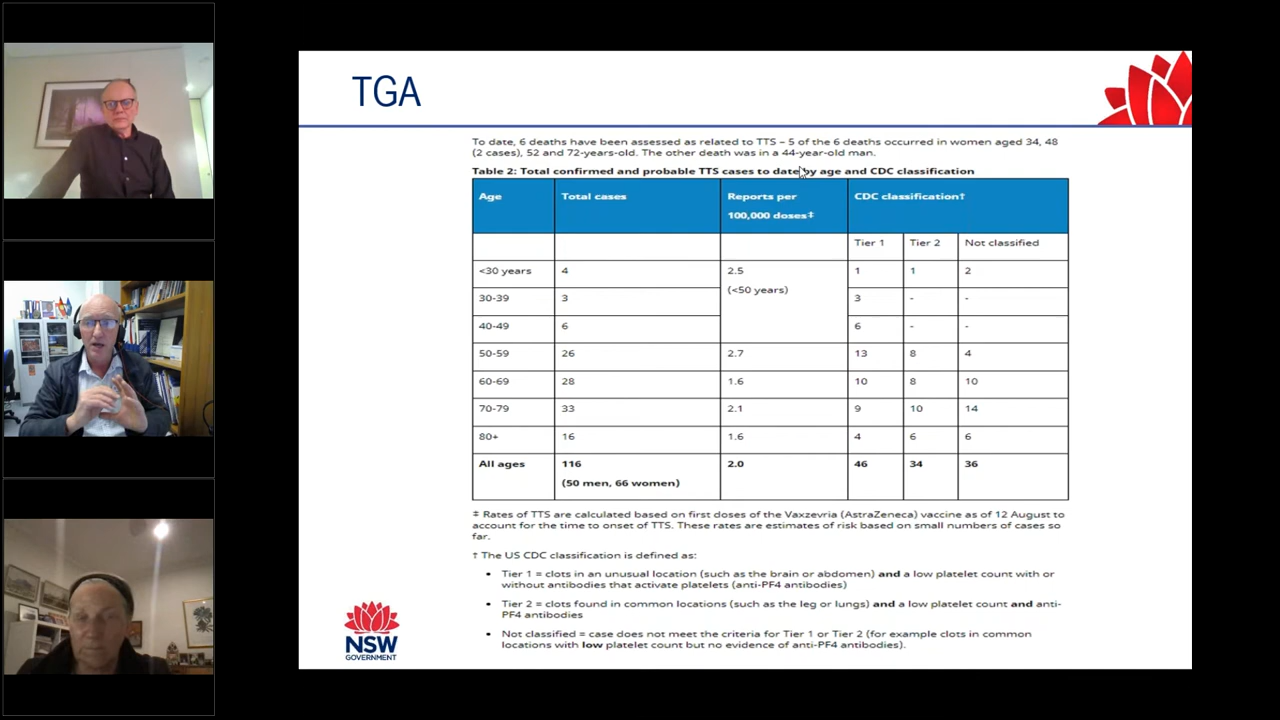 TGA
To date, 6 deaths have been assessed as related to TTS – 5 of the 6 deaths occurred in women aged 34, 48
(2 cases), 52 and 72-years-old. The other death was in a 44-year-old man.
Table 2: Total confirmed and probable TTS cases to date by age and CDC classification
Age Total cases Reports per 100,000 doses‡ CDC classification†
Tier 1 Tier 2 Not classified
<30 years 4 2.5 (<50 years) 1 1 2
30-39 3 3 - -
40-49 6 6 - -
50-59 26 2.7 13 8 4
60-69 28 1.6 10 8 10
70-79 33 2.1 9 10 14
80+ 16 1.6 4 6 6
All ages 116 2.0 46 34 36
(50 men, 66 women)
‡ Rates of TTS are calculated based on first doses of the Vaxzevria (AstraZeneca) vaccine as of 12 August to
account for the time to onset of TTS. These rates are estimates of risk based on small numbers of cases so
far.
† The US CDC classification is defined as:
• Tier 1 = clots in an unusual location (such as the brain or abdomen) and a low platelet count with or
without antibodies that activate platelets (anti-PF4 antibodies)
• Tier 2 = clots found in common locations (such as the leg or lungs) and a low platelet count and anti-
PF4 antibodies
• Not classified = case does not meet the criteria for Tier 1 or Tier 2 (for example clots in common
locations with low platelet count but no evidence of anti-PF4 antibodies).
NSW
GOVERNMENT